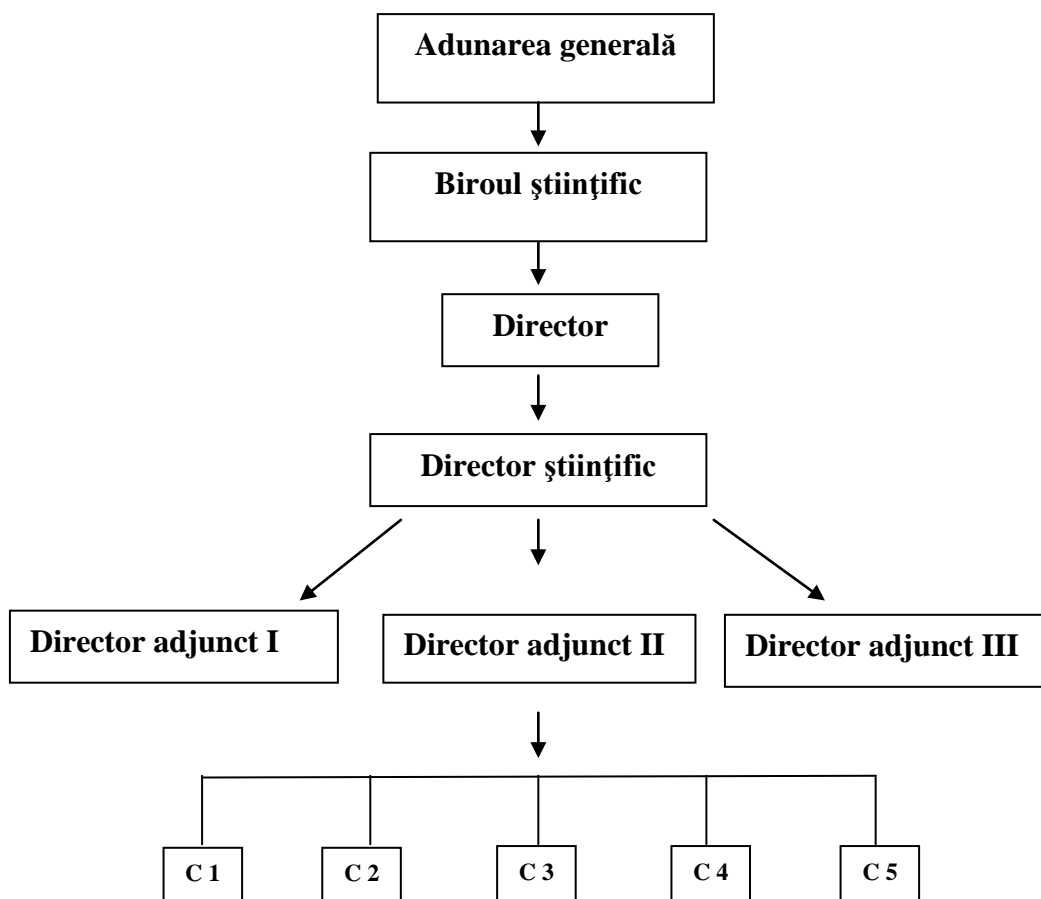 Adunarea generală
Biroul ştiinţific
Director
Director ştiinţific
Director adjunct I
Director adjunct II
Director adjunct III
C 1
C 2
C 3
C 4
C 5